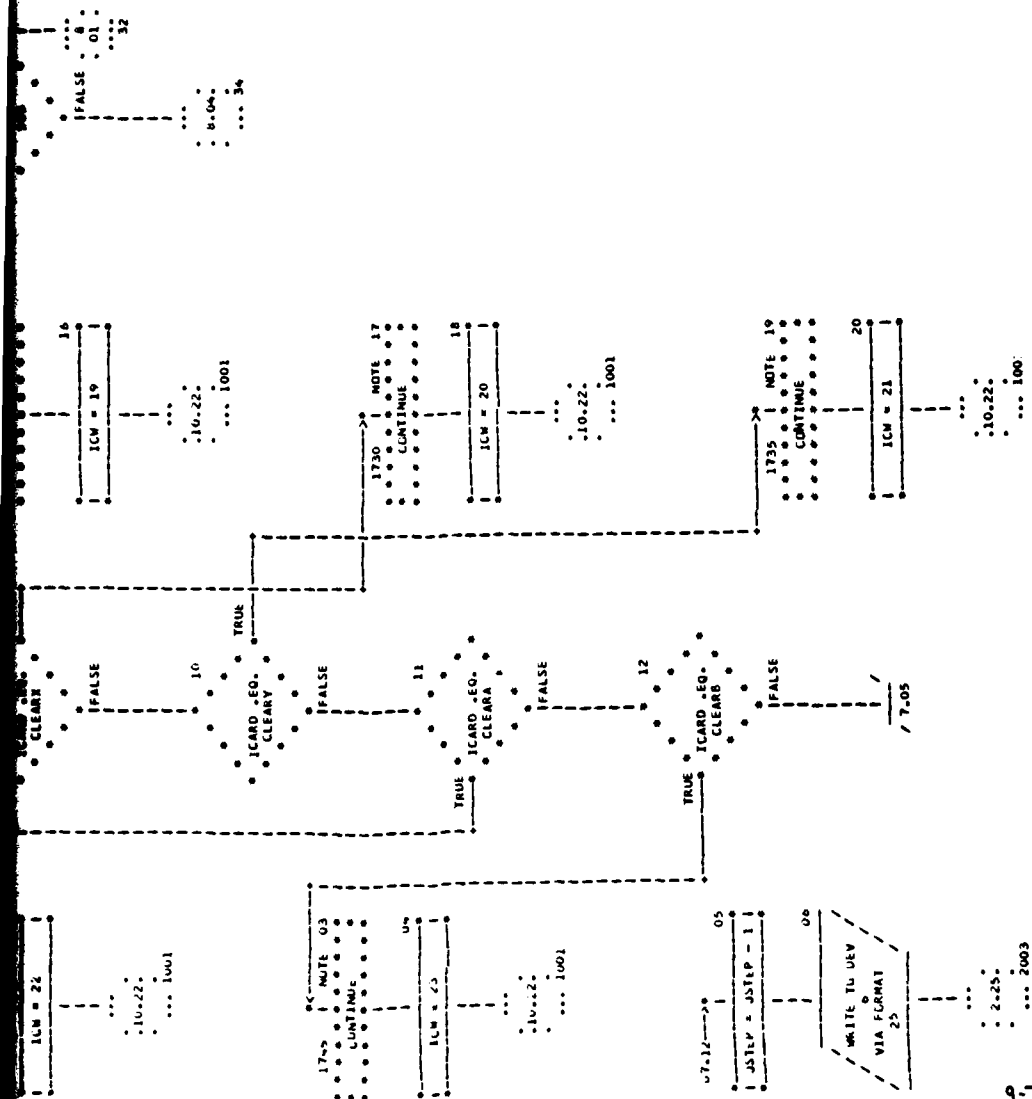 ICW = 22
.10.22.
1001
NOTE 03
CONTINUE
.10.22.
1001
05
JSTEP = JSTEP - 1
06
WRITE TO DEV
6
VIA FORMAT
25
. 2.25.
2003
CLEARX
FALSE
10
ICARD .EQ.
CLEARY
TRUE
FALSE
11
ICARD .EQ.
CLEARA
TRUE
FALSE
12
ICARD .EQ.
CLEARB
TRUE
FALSE
7.05
16
ICW = 19
.10.22.
1001
1730 NOTE 17
CONTINUE
18
ICW = 20
.10.22.
1001
1735 NOTE 19
CONTINUE
20
ICW = 21
.10.22.
FALSE
8.04.
34
01
32